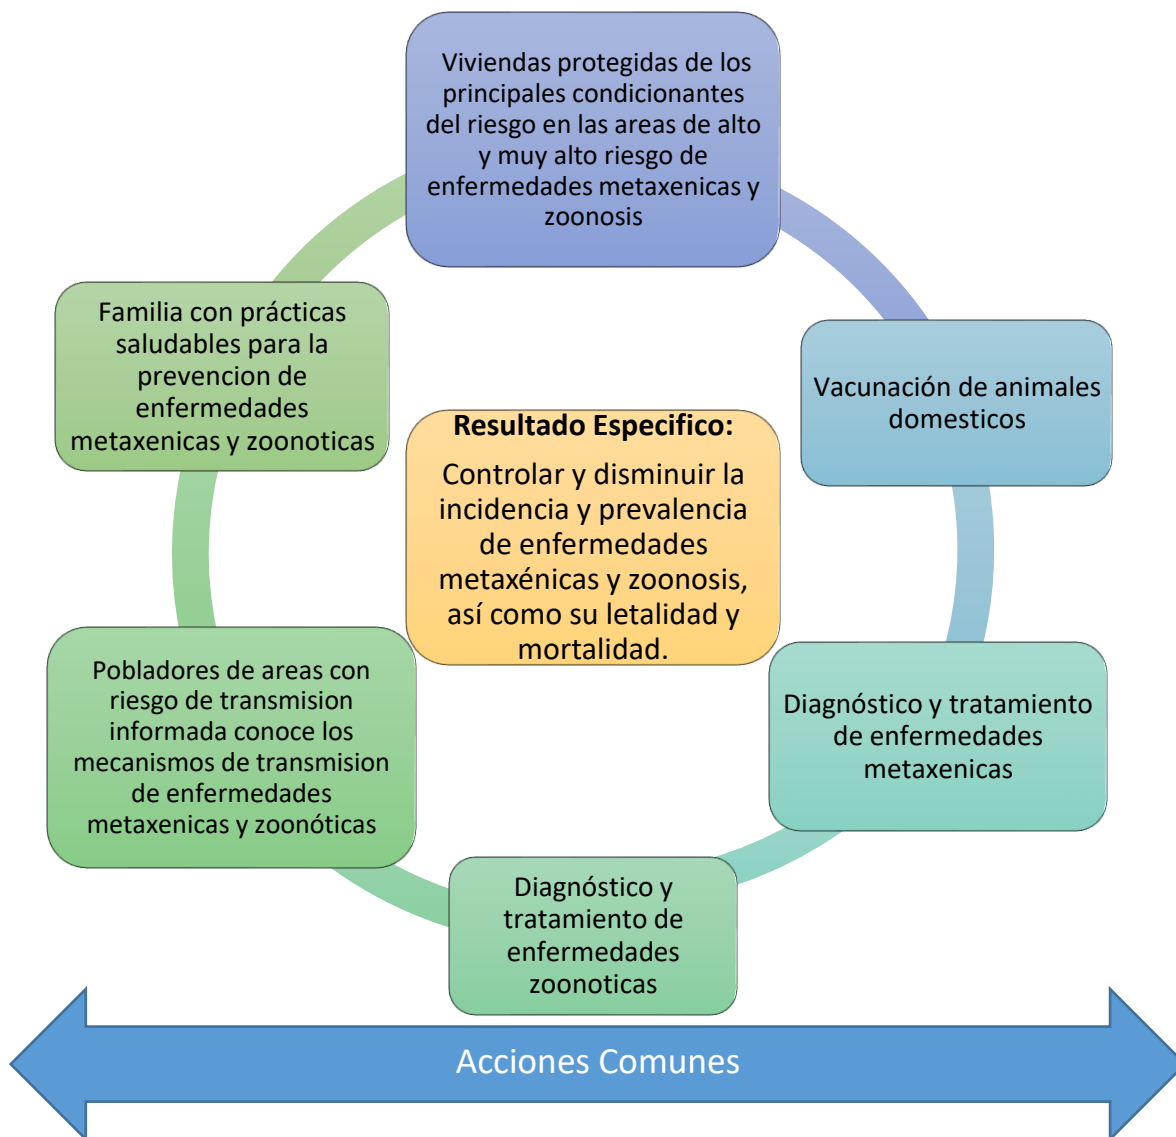 Viviendas protegidas de los
principales condicionantes
del riesgo en las areas de alto
y muy alto riesgo de
enfermedades metaxenicas y
zoonosis
Vacunación de animales
domesticos
Diagnóstico y tratamiento
de enfermedades
metaxenicas
Diagnóstico y
tratamiento de
enfermedades
zoonoticas
Pobladores de areas con
riesgo de transmision
informada conoce los
mecanismos de transmision
de enfermedades
metaxenicas y zoonóticas
Familia con prácticas
saludables para la
prevencion de
enfermedades
metaxenicas y zoonoticas
Resultado Especifico:
Controlar y disminuir la
incidencia y prevalencia
de enfermedades
metaxénicas y zoonosis,
así como su letalidad y
mortalidad.
Acciones Comunes